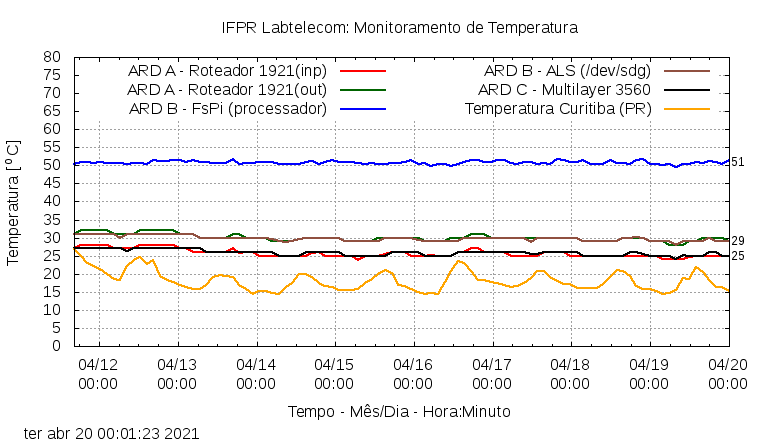 IFPR Labtelecom: Monitoramento de Temperatura
Temperatura [ ºC]
80
75
70
65
60
55
50
45
40
35
30
25
20
15
10
5
0
ARD A - Roteador 1921(inp)
ARD A - Roteador 1921(out)
ARD B - FsPi (processador)
ARD B - ALS (/dev/sdg)
ARD C - Multilayer 3560
Temperatura Curitiba (PR)
51
29
25
04/12 04/13 04/14 04/15 04/16 04/17 04/18 04/19 04/20
00:00 00:00 00:00 00:00 00:00 00:00 00:00 00:00 00:00
Tempo - Mês/Dia - Hora:Minuto
ter abr 20 00:01:23 2021